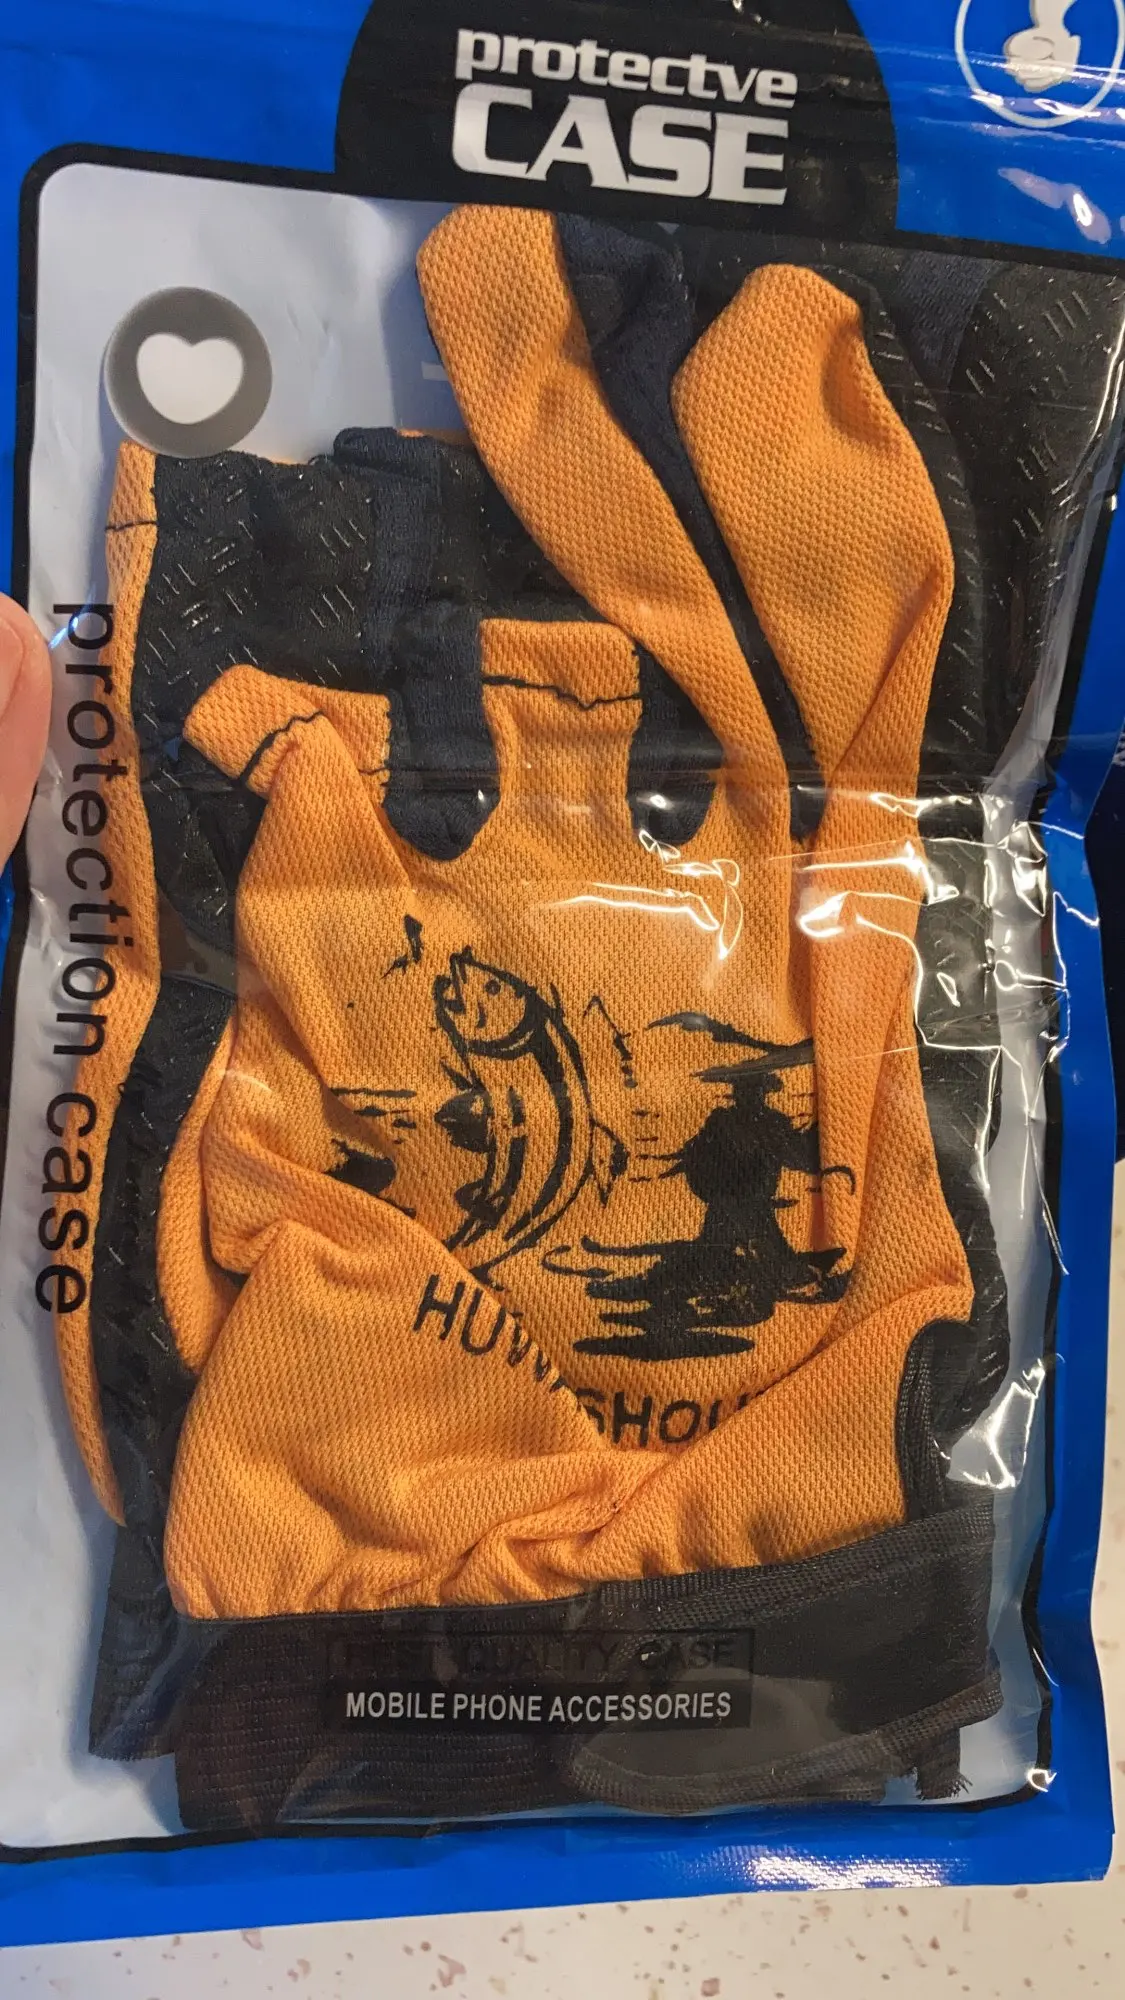 protectve
CASE
protection case
BEST QUALITY CASE
MOBILE PHONE ACCESSORIES